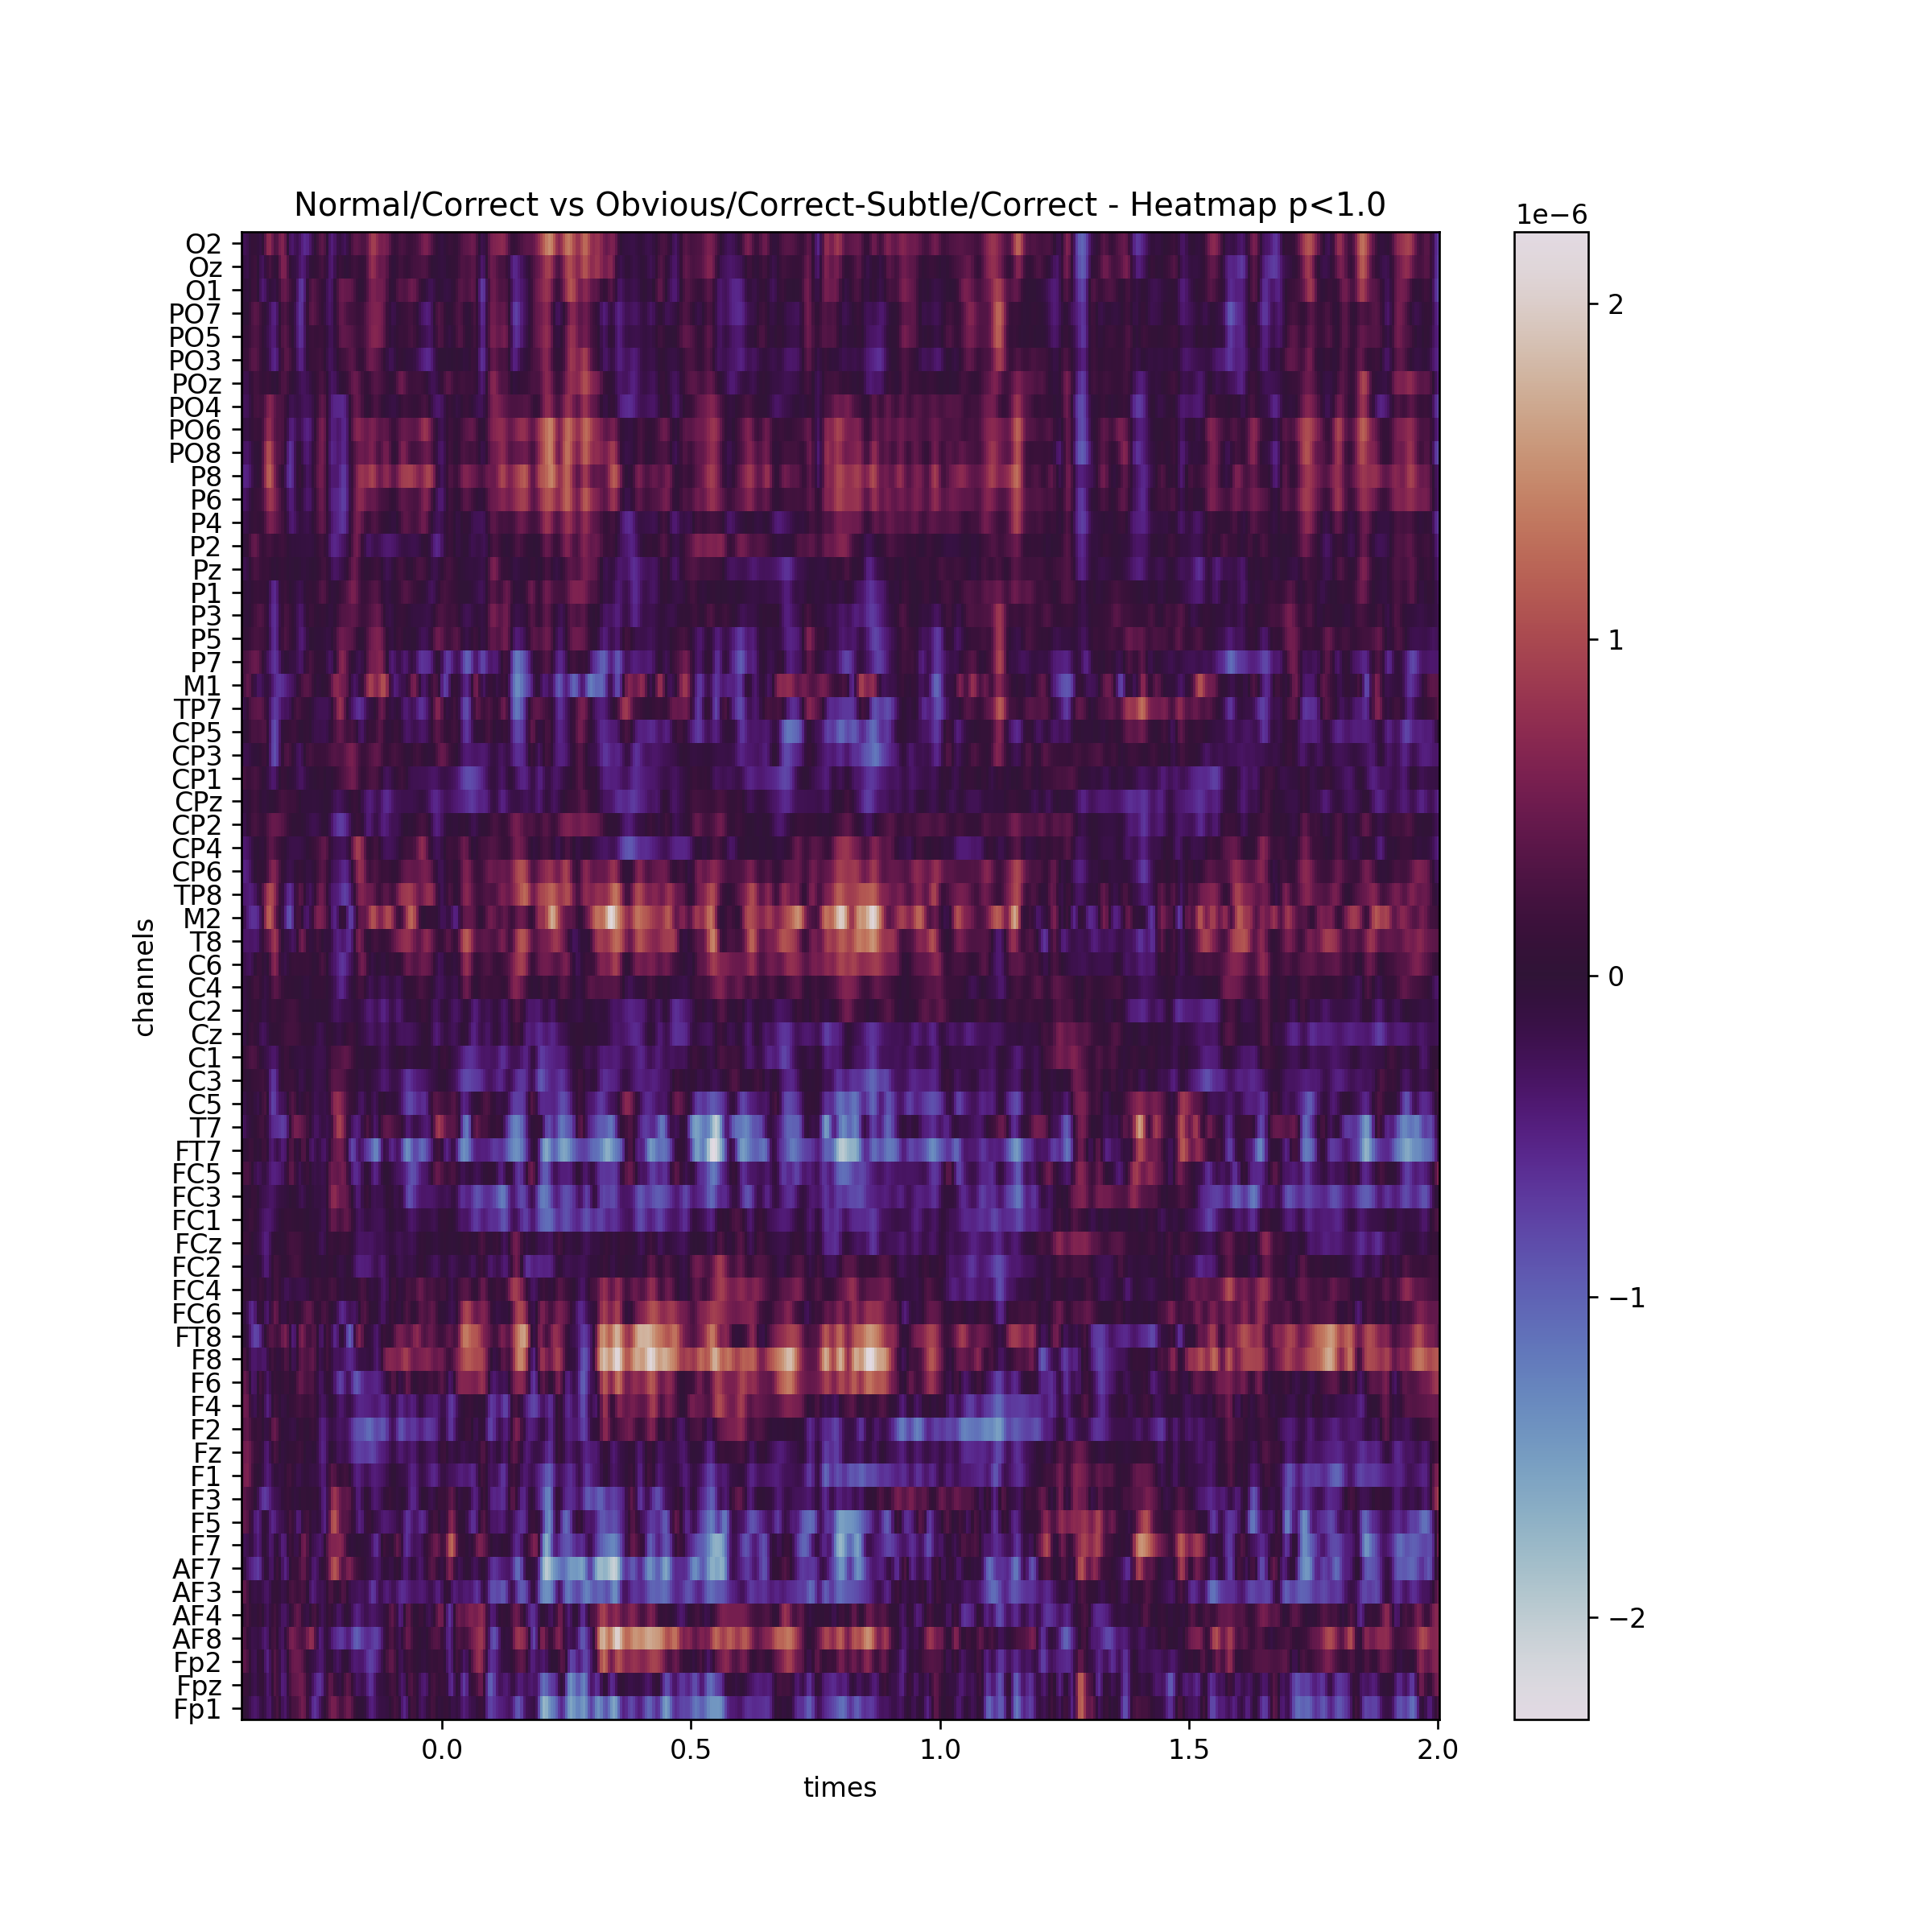 Normal/Correct vs Obvious/Correct-Subtle/Correct - Heatmap p<1.0
1e−6
O2
Oz
O1
PO7
PO5
PO3
POz
PO4
PO6
PO8
P8
P6
P4
P2
Pz
P1
P3
P5
P7
M1
TP7
CP5
CP3
CP1
CPz
CP2
CP4
CP6
TP8
M2
T8
C6
C4
C2
Cz
C1
C3
C5
T7
FT7
FC5
FC3
FC1
FCz
FC2
FC4
FC6
FT8
F8
F6
F4
F2
Fz
F1
F3
F5
F7
AF7
AF3
AF4
AF8
Fp2
Fpz
Fp1
channels
0.0 0.5 1.0 1.5 2.0
times
2
1
0
−1
−2